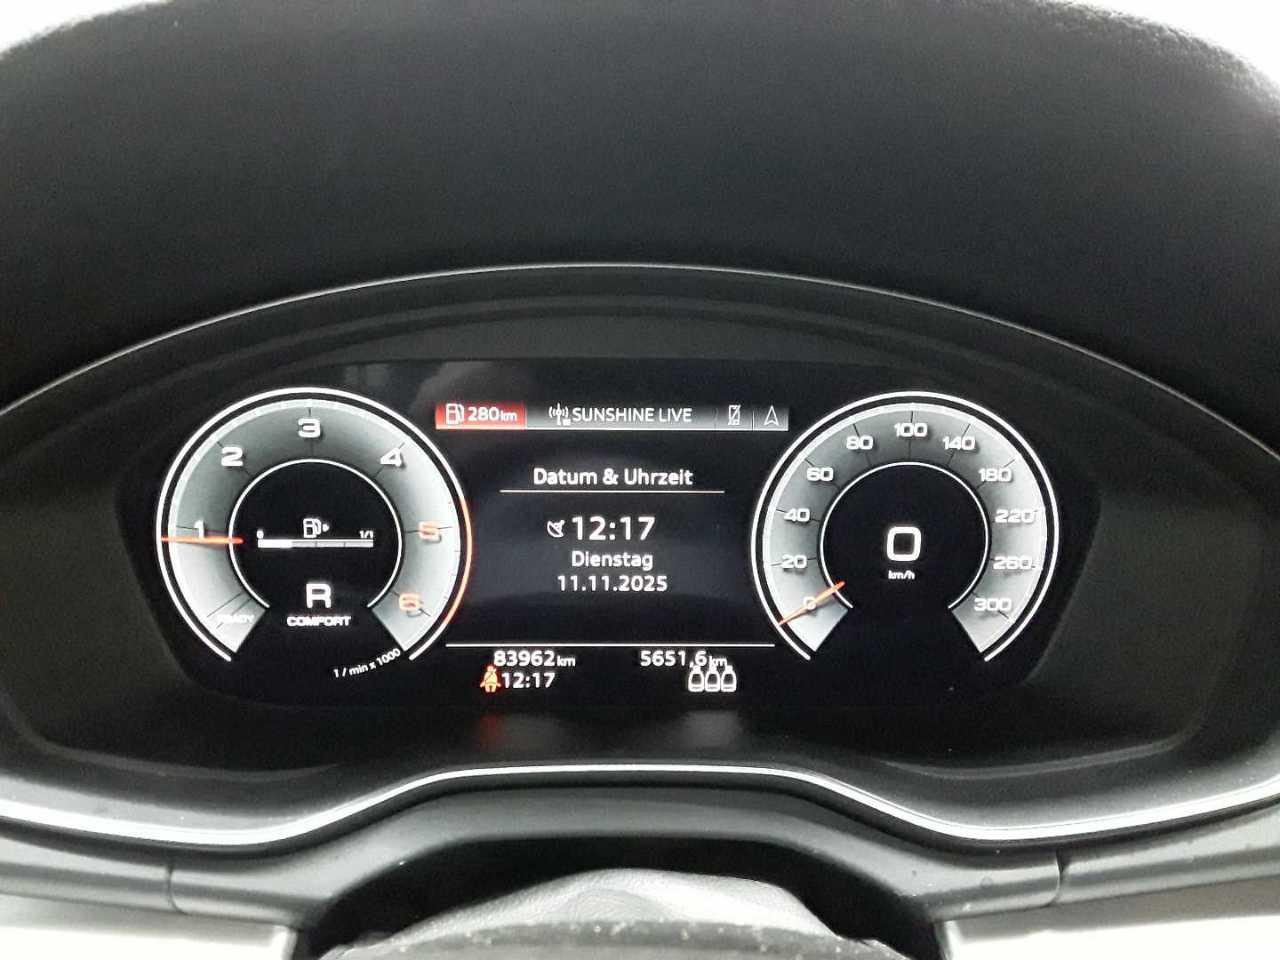 280km
SUNSHINE LIVE
Datum & Uhrzeit
12:17
Dienstag
11.11.2025
83962km
5651.6km
12:17
1
2
3
4
5
6
READY
0
1/1
R
COMFORT
1 / min x 1000
0
20
40
60
80
100
140
180
220
260
300
0
km/h